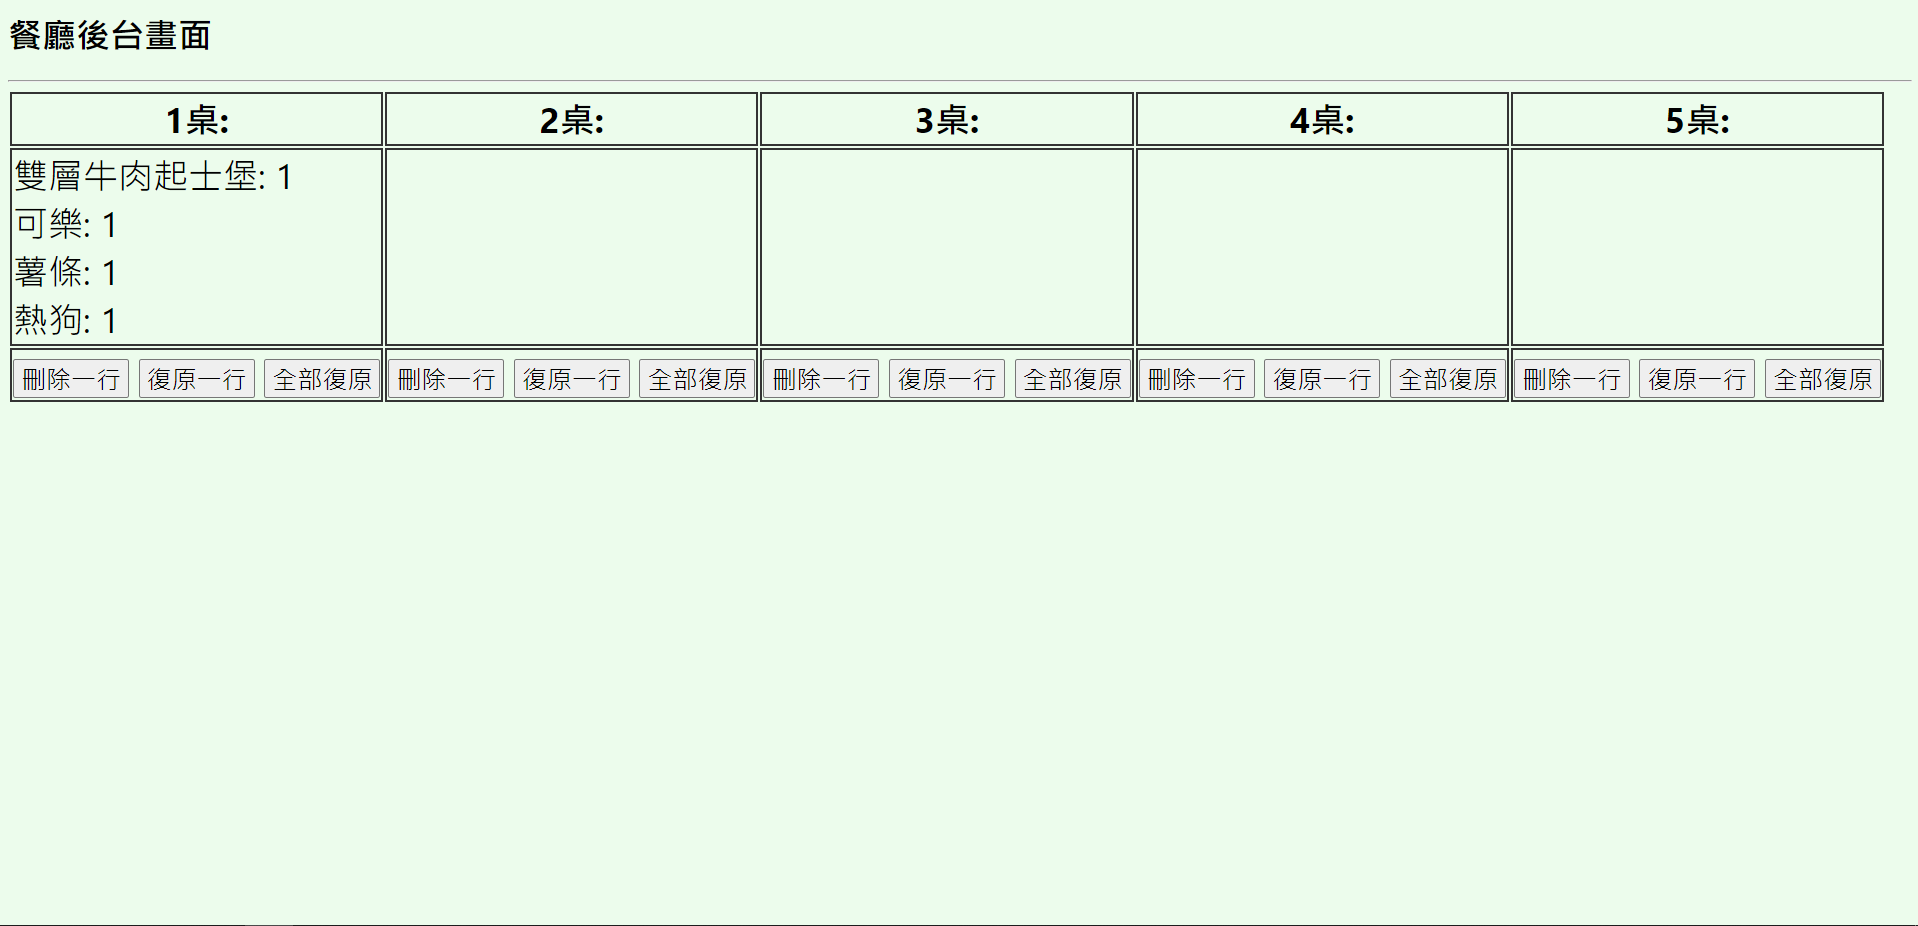 餐廳後台畫面
1桌: 2桌: 3桌: 4桌: 5桌:
雙層牛肉起士堡: 1
可樂: 1
薯條: 1
熱狗: 1
刪除一行 復原一行 全部復原 刪除一行 復原一行 全部復原 刪除一行 復原一行 全部復原 刪除一行 復原一行 全部復原 刪除一行 復原一行 全部復原